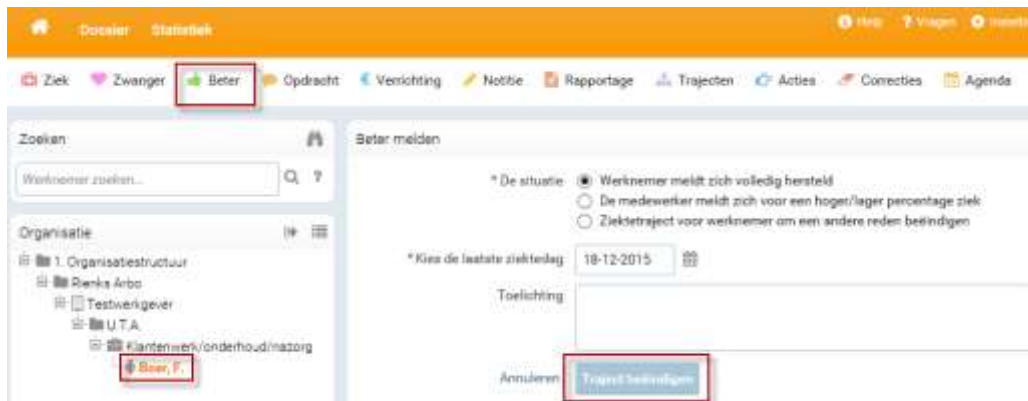 Dossier Statistiek Help ? Vragen
Ziek Zwanger Beter Opdracht Verrichting Notitie Rapportage Trajecten Acties Correcties Agenda
Zoeken
Werknemer zoeken... ?
Organisatie
1. Organisatiestructuur
Rienks Arbo
Testwerkgever
U.T.A.
Klantenwerk/onderhoud/nazorg
Boer, F.
Beter melden
* De situatie Werknemer meldt zich volledig hersteld
De medewerker meldt zich voor een hoger/lager percentage ziek
Ziektetraject voor werknemer om een andere reden beëindigen
* Kies de laatste ziektedag 18-12-2015
Toelichting
Annuleren Traject beëindigen